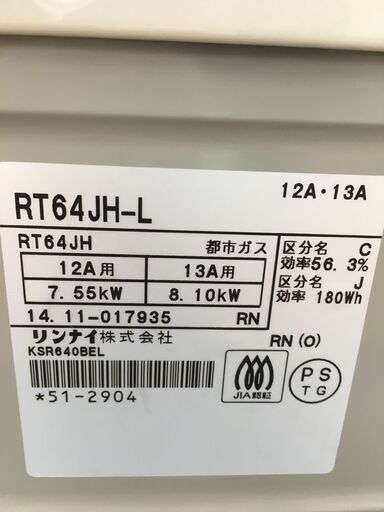 12A・13A
RT64JH-L
RT64JH 都市ガス
12A用 13A用
7.55kW 8.10kW
区分名 C
効率56.3%
区分名 J
効率 180Wh
14.11-017935 RN
リンナイ株式会社
RN(O)
KSR640BEL
*51-2904
JIA認証
PS
TG